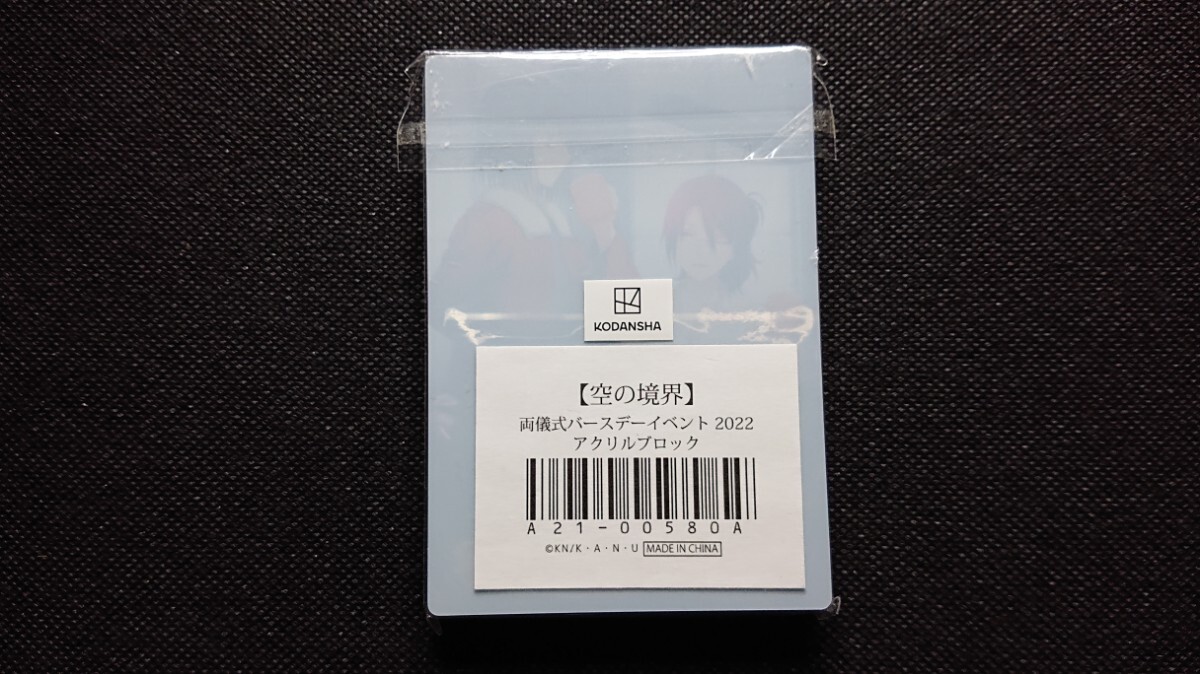 KODANSHA
【空の境界】
両儀式バースデーイベント 2022
アクリルブロック
A21-00580A
©KN/K・A・N・U MADE IN CHINA